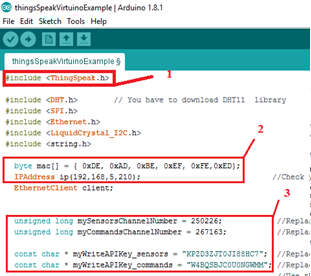 thingsSpeakVirtuinoExample | Arduino 1.8.1
File Edit Sketch Tools Help
thingsSpeakVirtuinoExample §
#include <ThingSpeak.h>
1
#include <DHT.h> // You have to download DHT11 library
#include <SPI.h>
#include <Ethernet.h>
#include <LiquidCrystal_I2C.h>
#include <string.h>
2
byte mac[] = { 0xDE, 0xAD, 0xBE, 0xEF, 0xFE,0xED};
IPAddress ip(192,168,5,210); //Check y
EthernetClient client;
3
unsigned long mySensorsChannelNumber = 250226; //Replac
unsigned long myCommandsChannelNumber = 267163; //Replac
const char * myWriteAPIKey_sensors = "KPZD3ZJT0JI88HC7"; //Repla
const char * myWriteAPIKey_commands = "W4BQSBJC0U0NGWMM"; //Repla